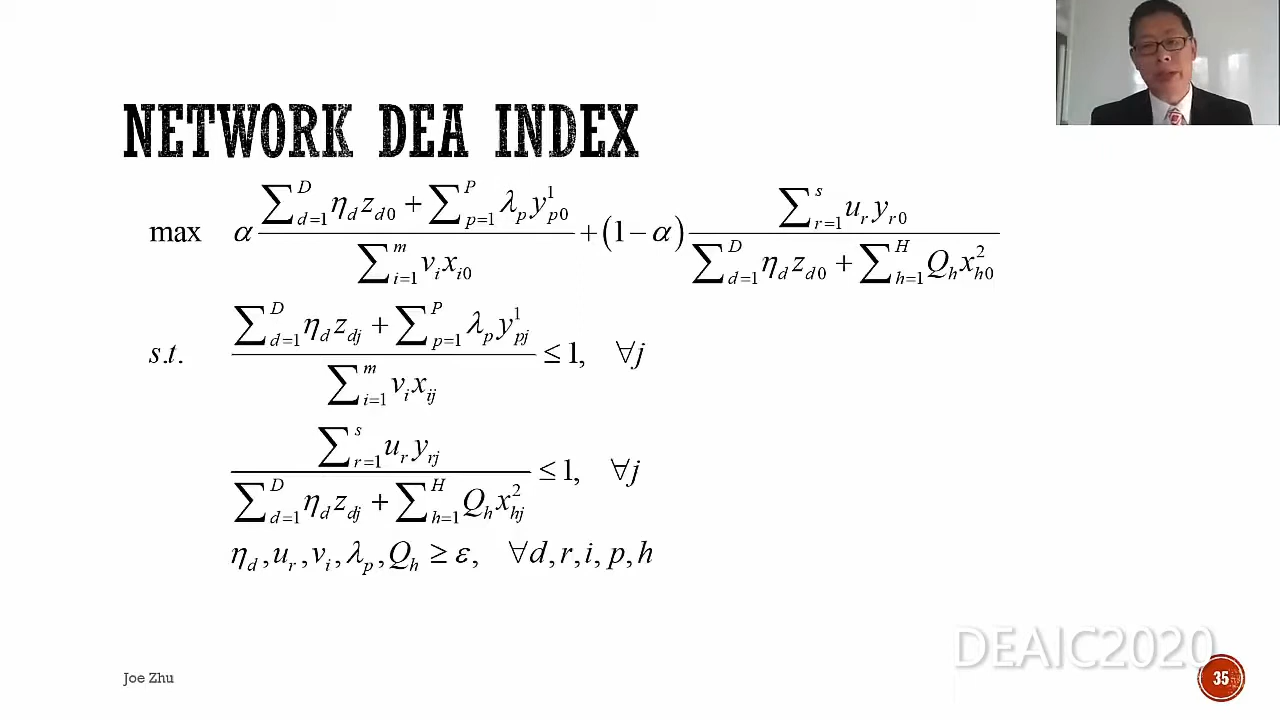 NETWORK DEA INDEX
max α (∑_{d=1}^{D} η_d z_{d0} + ∑_{p=1}^{P} λ_p y_{p0}^1) / (∑_{i=1}^{m} v_i x_{i0}) + (1−α) (∑_{r=1}^{s} u_r y_{r0}) / (∑_{d=1}^{D} η_d z_{d0} + ∑_{h=1}^{H} Q_h x_{h0}^2)
s.t. (∑_{d=1}^{D} η_d z_{dj} + ∑_{p=1}^{P} λ_p y_{pj}^1) / (∑_{i=1}^{m} v_i x_{ij}) ≤ 1, ∀j
(∑_{r=1}^{s} u_r y_{rj}) / (∑_{d=1}^{D} η_d z_{dj} + ∑_{h=1}^{H} Q_h x_{hj}^2) ≤ 1, ∀j
η_d, u_r, v_i, λ_p, Q_h ≥ ε, ∀d, r, i, p, h
DEAIC2020
Joe Zhu
35